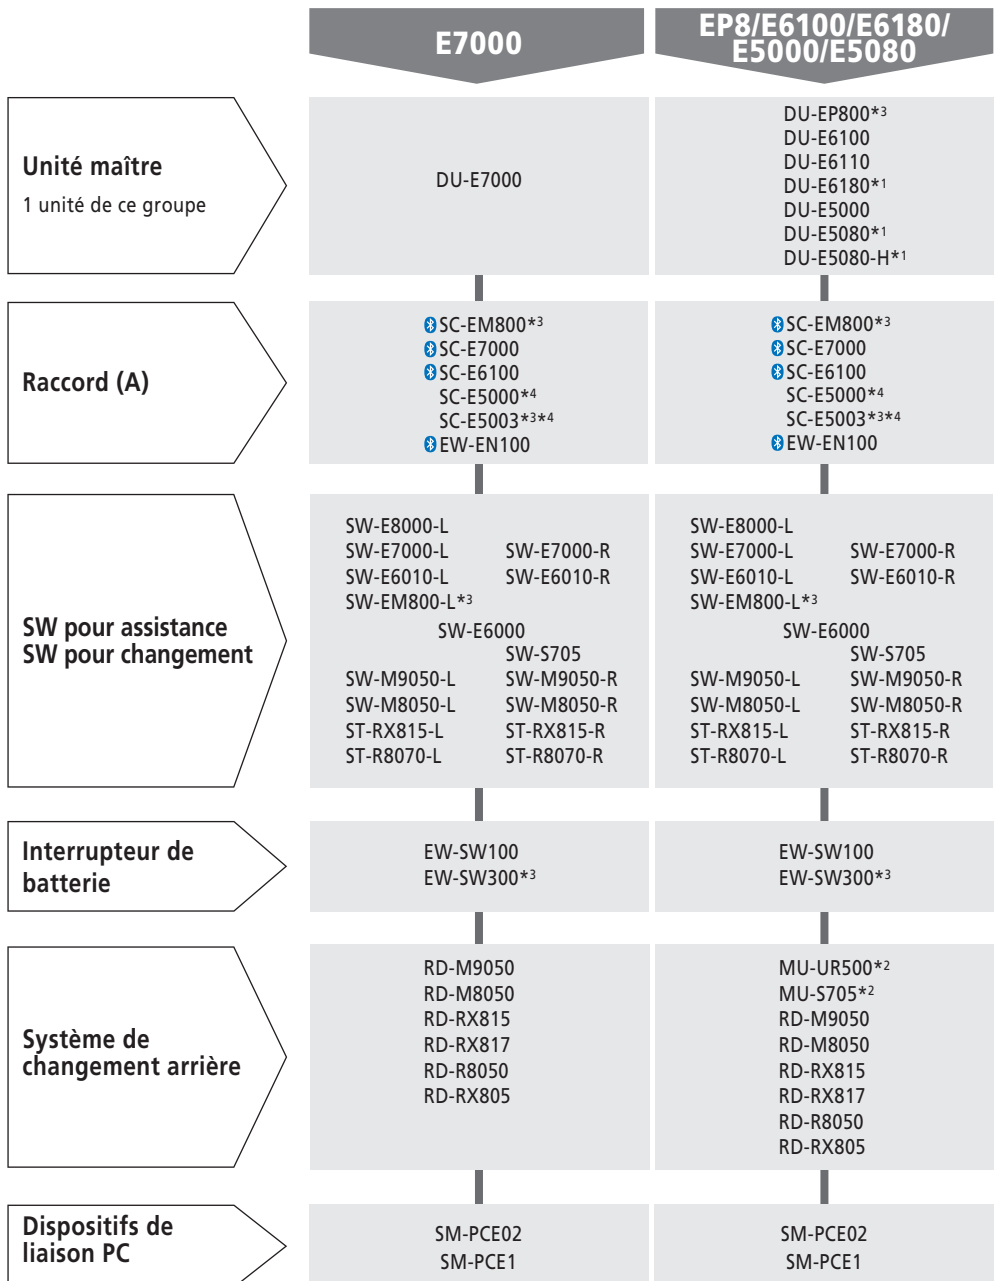 E7000
EP8/E6100/E6180/
E5000/E5080
Unité maître
1 unité de ce groupe
DU-E7000
DU-EP800*3
DU-E6100
DU-E6110
DU-E6180*1
DU-E5000
DU-E5080*1
DU-E5080-H*1
Raccord (A)
SC-EM800*3
SC-E7000
SC-E6100
SC-E5000*4
SC-E5003*3*4
EW-EN100
SC-EM800*3
SC-E7000
SC-E6100
SC-E5000*4
SC-E5003*3*4
EW-EN100
SW pour assistance
SW pour changement
SW-E8000-L
SW-E7000-L SW-E7000-R
SW-E6010-L SW-E6010-R
SW-EM800-L*3
SW-E6000
SW-S705
SW-M9050-L SW-M9050-R
SW-M8050-L SW-M8050-R
ST-RX815-L ST-RX815-R
ST-R8070-L ST-R8070-R
SW-E8000-L
SW-E7000-L SW-E7000-R
SW-E6010-L SW-E6010-R
SW-EM800-L*3
SW-E6000
SW-S705
SW-M9050-L SW-M9050-R
SW-M8050-L SW-M8050-R
ST-RX815-L ST-RX815-R
ST-R8070-L ST-R8070-R
Interrupteur de
batterie
EW-SW100
EW-SW300*3
EW-SW100
EW-SW300*3
Système de
changement arrière
RD-M9050
RD-M8050
RD-RX815
RD-RX817
RD-R8050
RD-RX805
MU-UR500*2
MU-S705*2
RD-M9050
RD-M8050
RD-RX815
RD-RX817
RD-R8050
RD-RX805
Dispositifs de
liaison PC
SM-PCE02
SM-PCE1
SM-PCE02
SM-PCE1